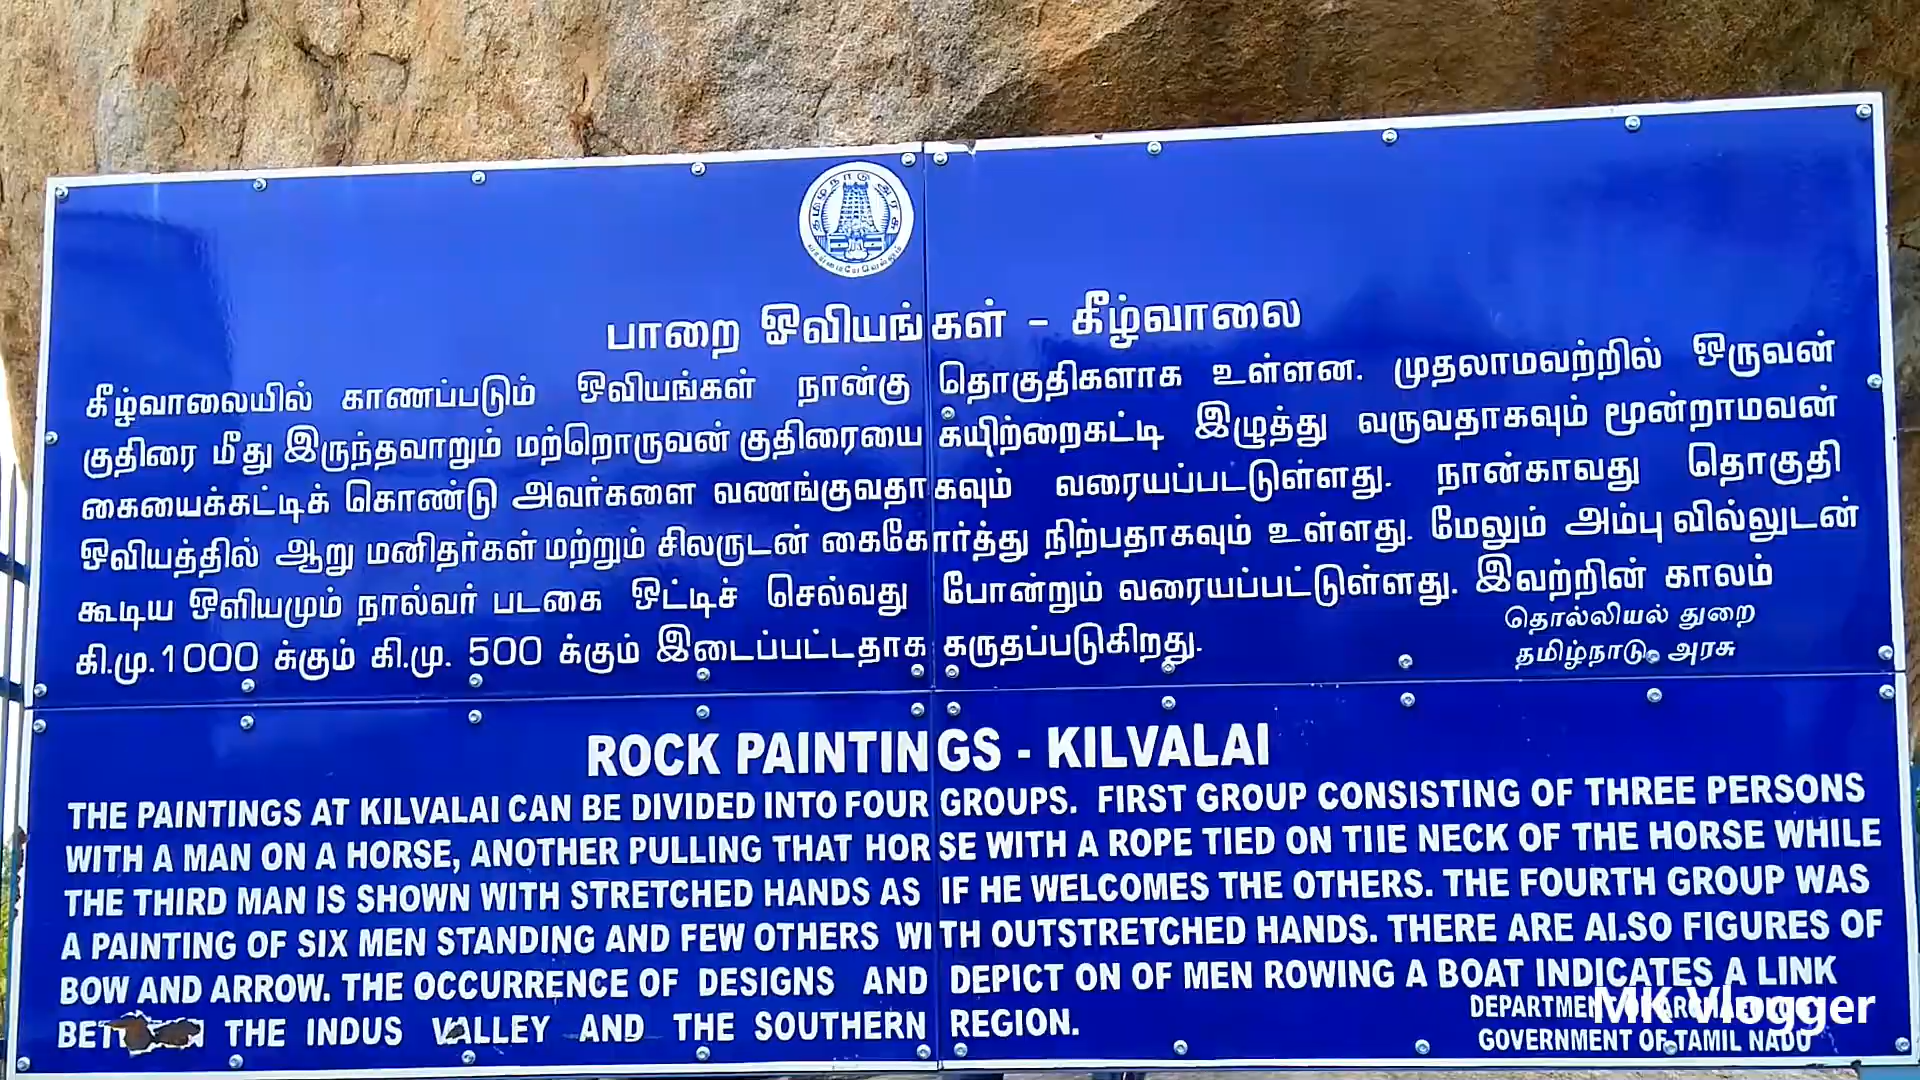 தமிழ்நாடு அரசு
வாய்மையே வெல்லும்
பாறை ஓவியங்கள் - கீழ்வாலை
கீழ்வாலையில் காணப்படும் ஓவியங்கள் நான்கு தொகுதிகளாக உள்ளன. முதலாமவற்றில் ஒருவன்
குதிரை மீது இருந்தவாறும் மற்றொருவன் குதிரையை கயிற்றைகட்டி இழுத்து வருவதாகவும் மூன்றாமவன்
கையைக்கட்டிக் கொண்டு அவர்களை வணங்குவதாகவும் வரையப்பட்டுள்ளது. நான்காவது தொகுதி
ஓவியத்தில் ஆறு மனிதர்கள் மற்றும் சிலருடன் கைகோர்த்து நிற்பதாகவும் உள்ளது. மேலும் அம்பு வில்லுடன்
கூடிய ஒளியமும் நால்வர் படகை ஒட்டிச் செல்வது போன்றும் வரையப்பட்டுள்ளது. இவற்றின் காலம்
கி.மு.1000 க்கும் கி.மு. 500 க்கும் இடைப்பட்டதாக கருதப்படுகிறது.
தொல்லியல் துறை
தமிழ்நாடு அரசு
ROCK PAINTINGS - KILVALAI
THE PAINTINGS AT KILVALAI CAN BE DIVIDED INTO FOUR GROUPS. FIRST GROUP CONSISTING OF THREE PERSONS
WITH A MAN ON A HORSE, ANOTHER PULLING THAT HORSE WITH A ROPE TIED ON THE NECK OF THE HORSE WHILE
THE THIRD MAN IS SHOWN WITH STRETCHED HANDS AS IF HE WELCOMES THE OTHERS. THE FOURTH GROUP WAS
A PAINTING OF SIX MEN STANDING AND FEW OTHERS WITH OUTSTRETCHED HANDS. THERE ARE ALSO FIGURES OF
BOW AND ARROW. THE OCCURRENCE OF DESIGNS AND DEPICT ON OF MEN ROWING A BOAT INDICATES A LINK
THE INDUS VALLEY AND THE SOUTHERN REGION.
GOVERNMENT OF TAMIL NADU
MK Vlogger